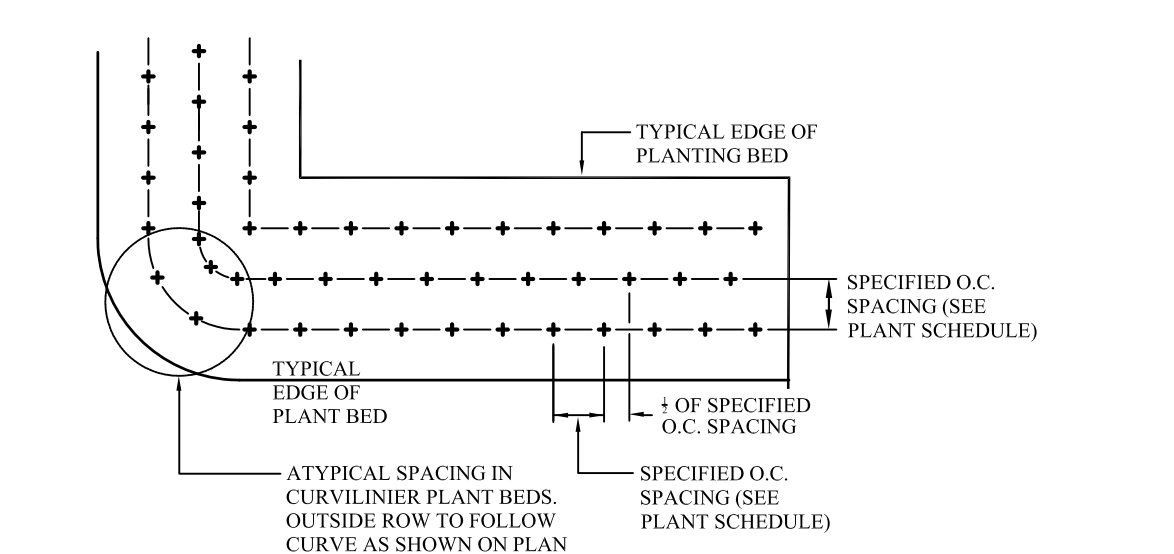 TYPICAL EDGE OF
PLANTING BED
SPECIFIED O.C.
SPACING (SEE
PLANT SCHEDULE)
TYPICAL
EDGE OF
PLANT BED
½ OF SPECIFIED
O.C. SPACING
ATYPICAL SPACING IN
CURVILINIER PLANT BEDS.
OUTSIDE ROW TO FOLLOW
CURVE AS SHOWN ON PLAN
SPECIFIED O.C.
SPACING (SEE
PLANT SCHEDULE)